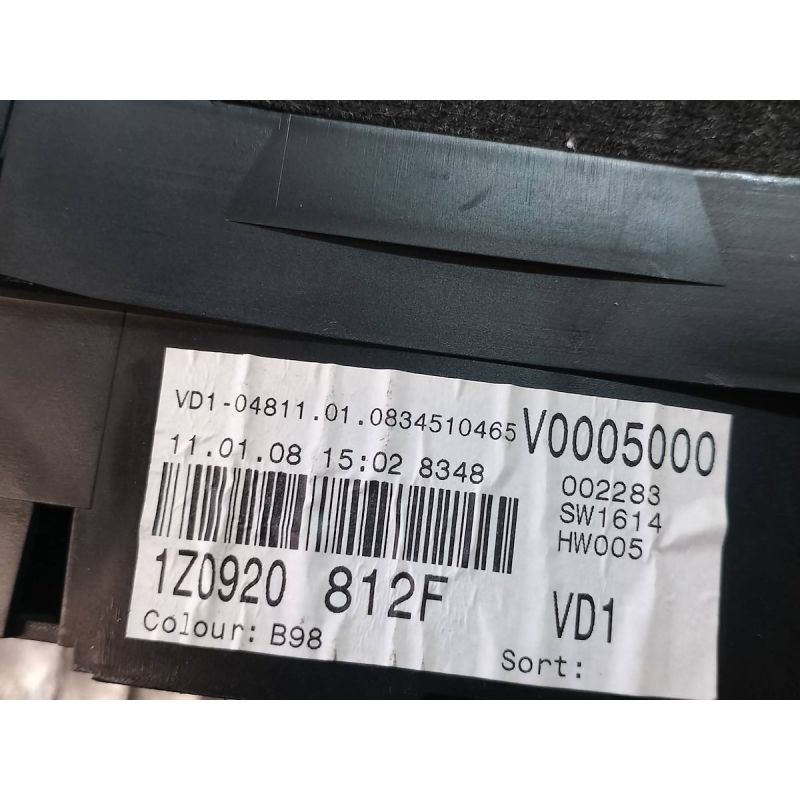 VD1-04811.01.0834510465 V0005000
11.01.08 15:02 8348
002283
SW1614
HW005
1Z0920 812F
VD1
Colour: B98
Sort: